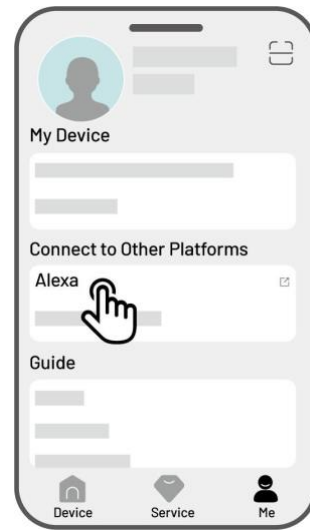 My Device
Connect to Other Platforms
Alexa
Guide
Device Service Me